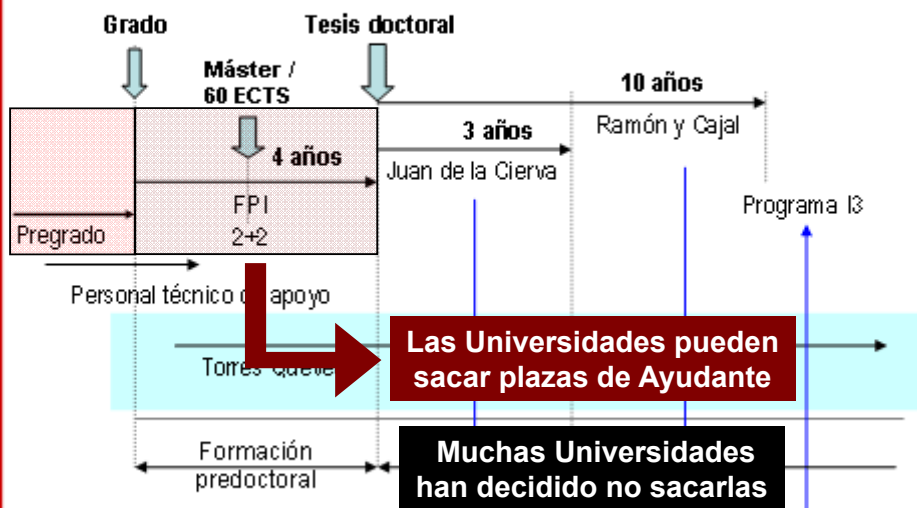 Grado
Tesis doctoral
Máster /
60 ECTS
10 años
3 años
Ramón y Cajal
4 años
Juan de la Cierva
FPI
2+2
Programa I3
Pregrado
Personal técnico de apoyo
Las Universidades pueden
sacar plazas de Ayudante
Torres
Muchas Universidades
han decidido no sacarlas
Formación
predoctoral